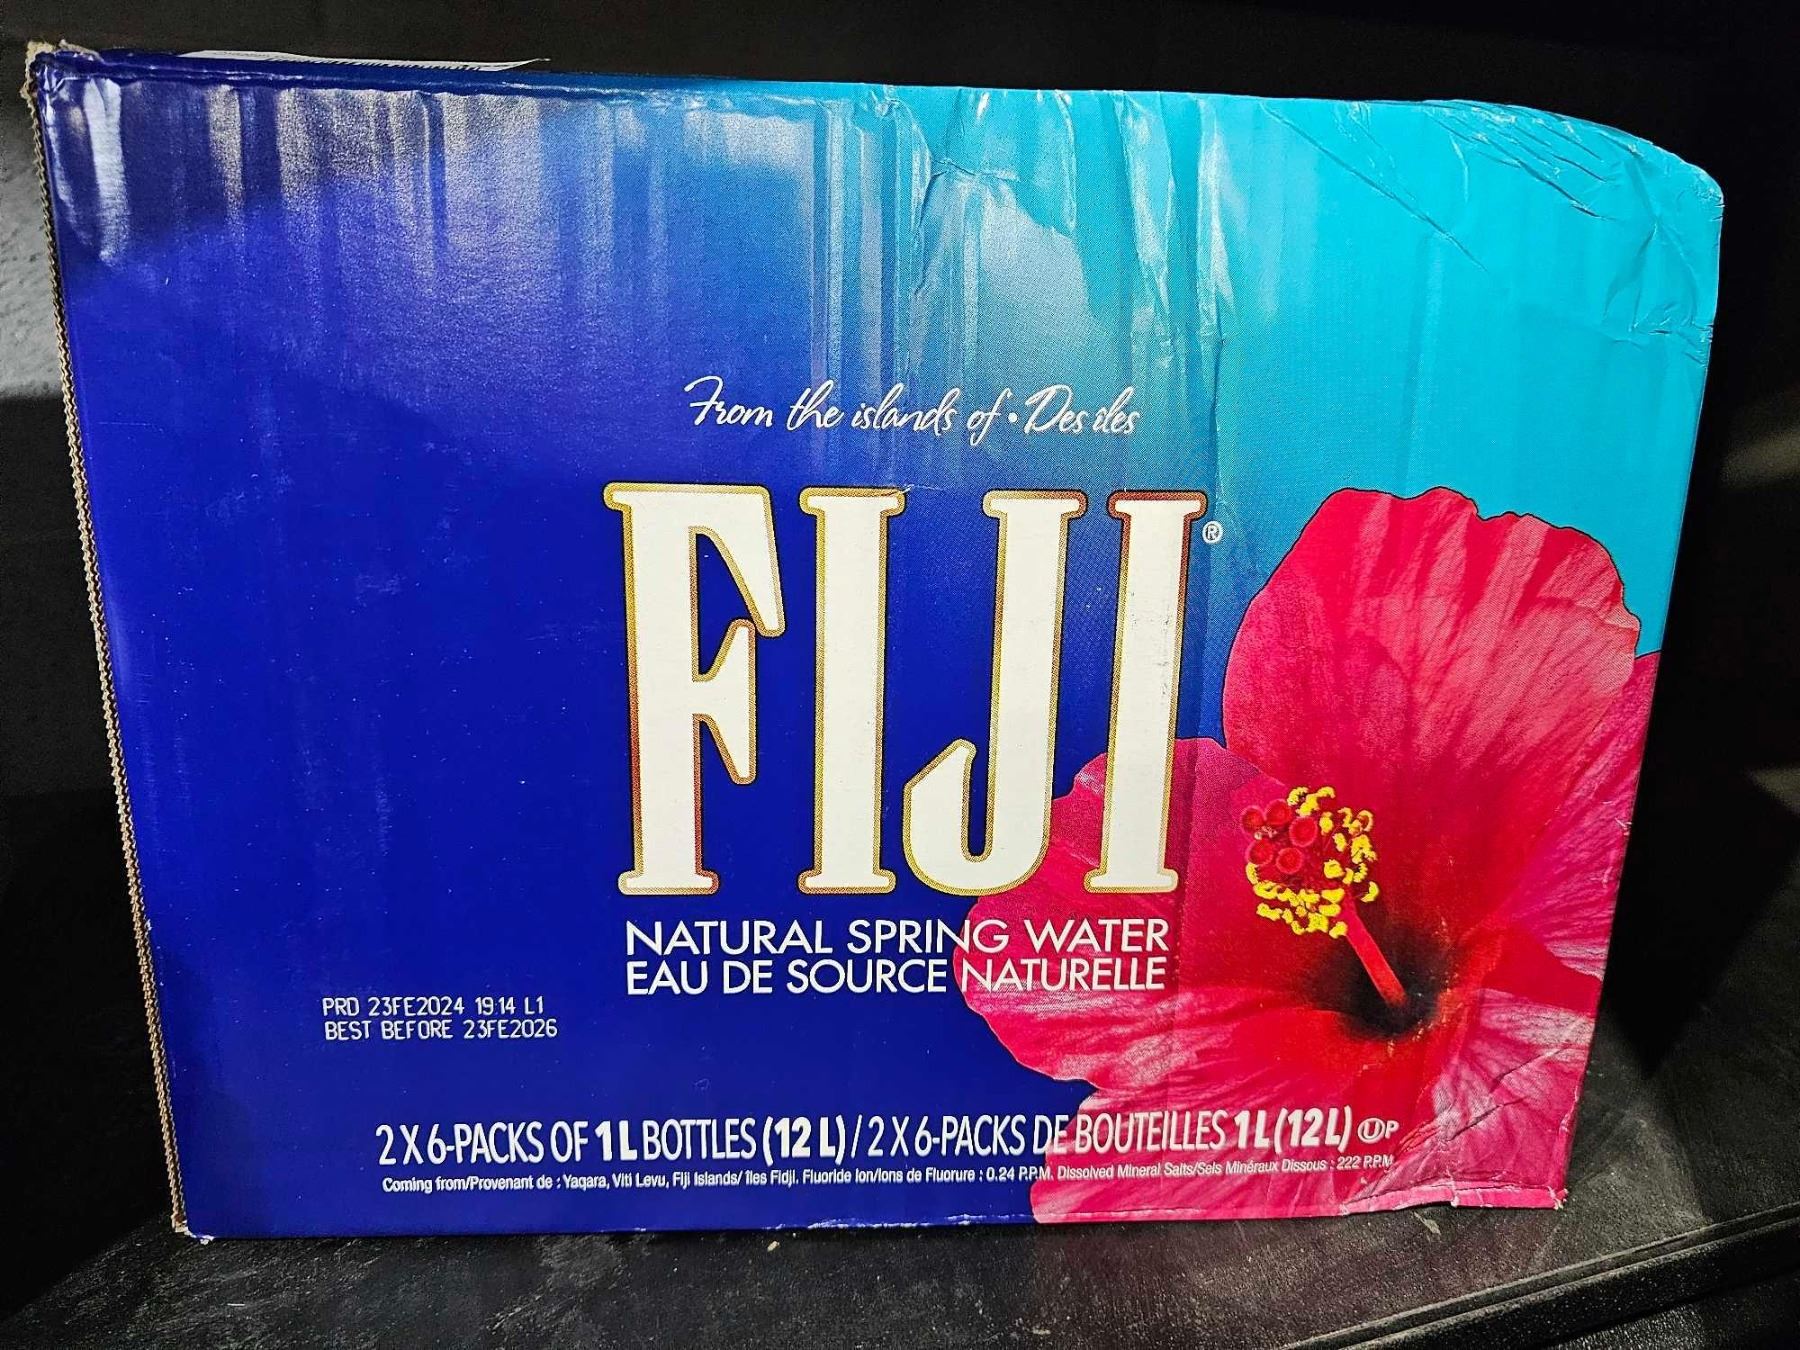 From the islands of • Des îles
FIJI®
NATURAL SPRING WATER
EAU DE SOURCE NATURELLE
PRD 23FE2024 19:14 L1
BEST BEFORE 23FE2026
2 X 6-PACKS OF 1 L BOTTLES (12 L) / 2 X 6-PACKS DE BOUTEILLES 1 L (12 L) ⓊP
Coming from/Provenant de : Yaqara, Viti Levu, Fiji Islands/ Îles Fidji. Fluoride Ion/Ions de Fluorure : 0.24 P.P.M. Dissolved Mineral Salts/Sels Minéraux Dissous : 222 P.P.M.